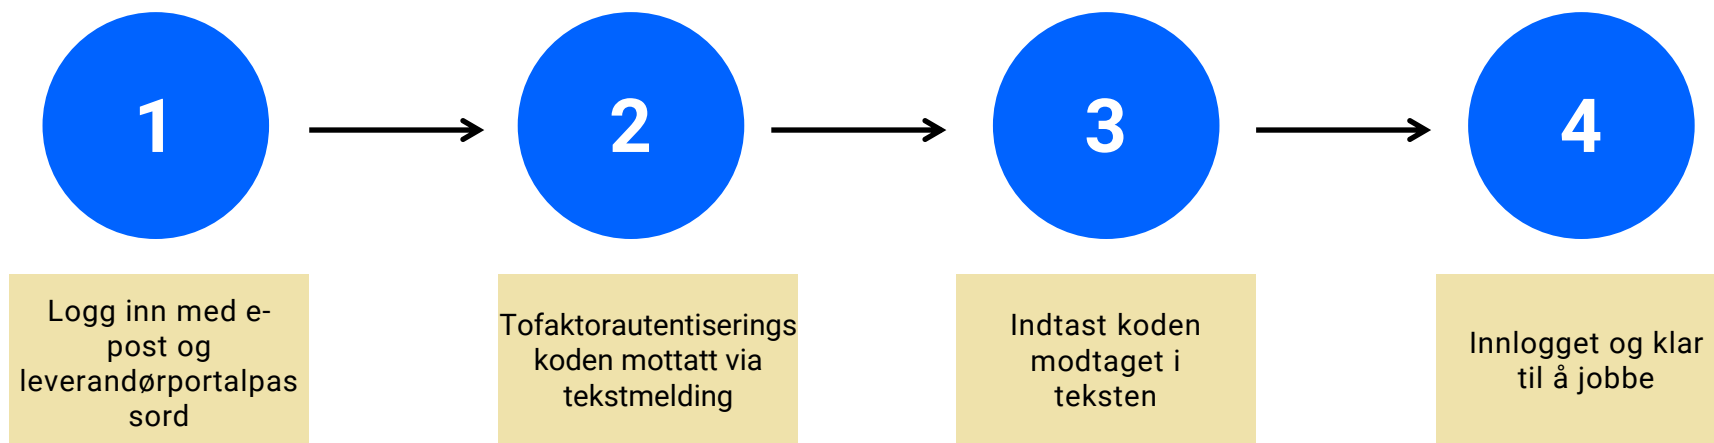 1
2
3
4
Logg inn med e-
post og
leverandørportalpas
sord
Tofaktorautentiserings
koden mottatt via
tekstmelding
Indtast koden
modtaget i
teksten
Innlogget og klar
til å jobbe